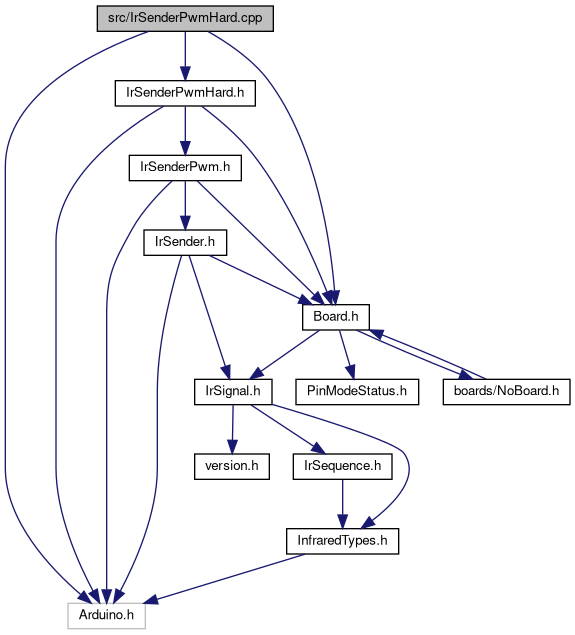 src/IrSenderPwmHard.cpp
IrSenderPwmHard.h
IrSenderPwm.h
IrSender.h
Board.h
IrSignal.h
PinModeStatus.h
boards/NoBoard.h
version.h
IrSequence.h
InfraredTypes.h
Arduino.h